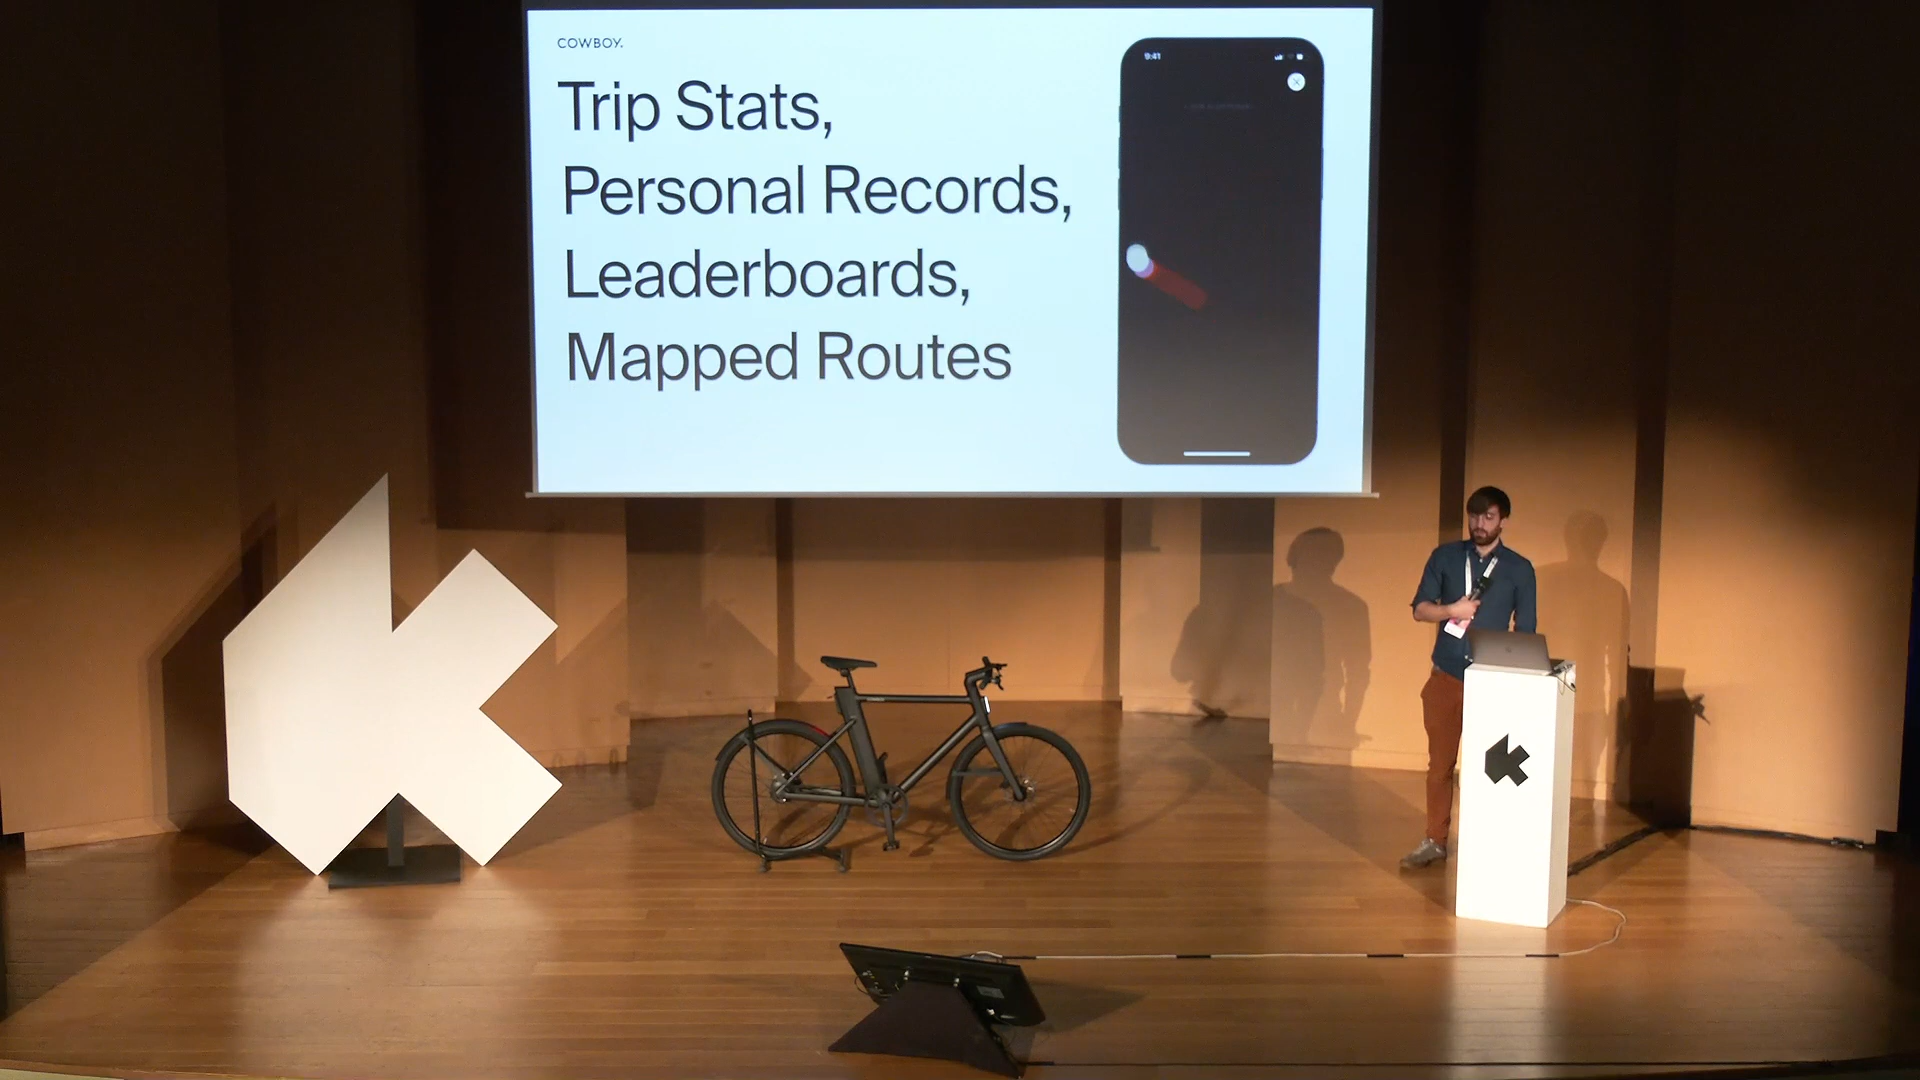 COWBOY.
Trip Stats,
Personal Records,
Leaderboards,
Mapped Routes
9:41